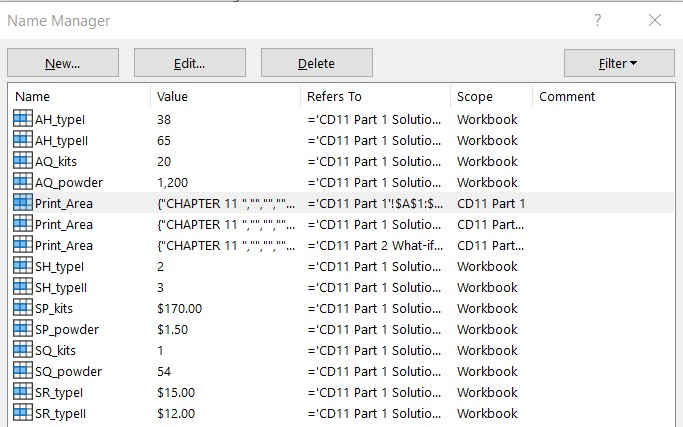 Name Manager
New... Edit... Delete Filter
Name Value Refers To Scope Comment
AH_typeI 38 ='CD11 Part 1 Solutio... Workbook
AH_typeII 65 ='CD11 Part 1 Solutio... Workbook
AQ_kits 20 ='CD11 Part 1 Solutio... Workbook
AQ_powder 1,200 ='CD11 Part 1 Solutio... Workbook
Print_Area {"CHAPTER 11 ","","",""... ='CD11 Part 1'!$A$1:$... CD11 Part 1
Print_Area {"CHAPTER 11 ","","",""... ='CD11 Part 1 Solutio... CD11 Part...
Print_Area {"CHAPTER 11 ","","",""... ='CD11 Part 2 What-if... CD11 Part...
SH_typeI 2 ='CD11 Part 1 Solutio... Workbook
SH_typeII 3 ='CD11 Part 1 Solutio... Workbook
SP_kits $170.00 ='CD11 Part 1 Solutio... Workbook
SP_powder $1.50 ='CD11 Part 1 Solutio... Workbook
SQ_kits 1 ='CD11 Part 1 Solutio... Workbook
SQ_powder 54 ='CD11 Part 1 Solutio... Workbook
SR_typeI $15.00 ='CD11 Part 1 Solutio... Workbook
SR_typeII $12.00 ='CD11 Part 1 Solutio... Workbook